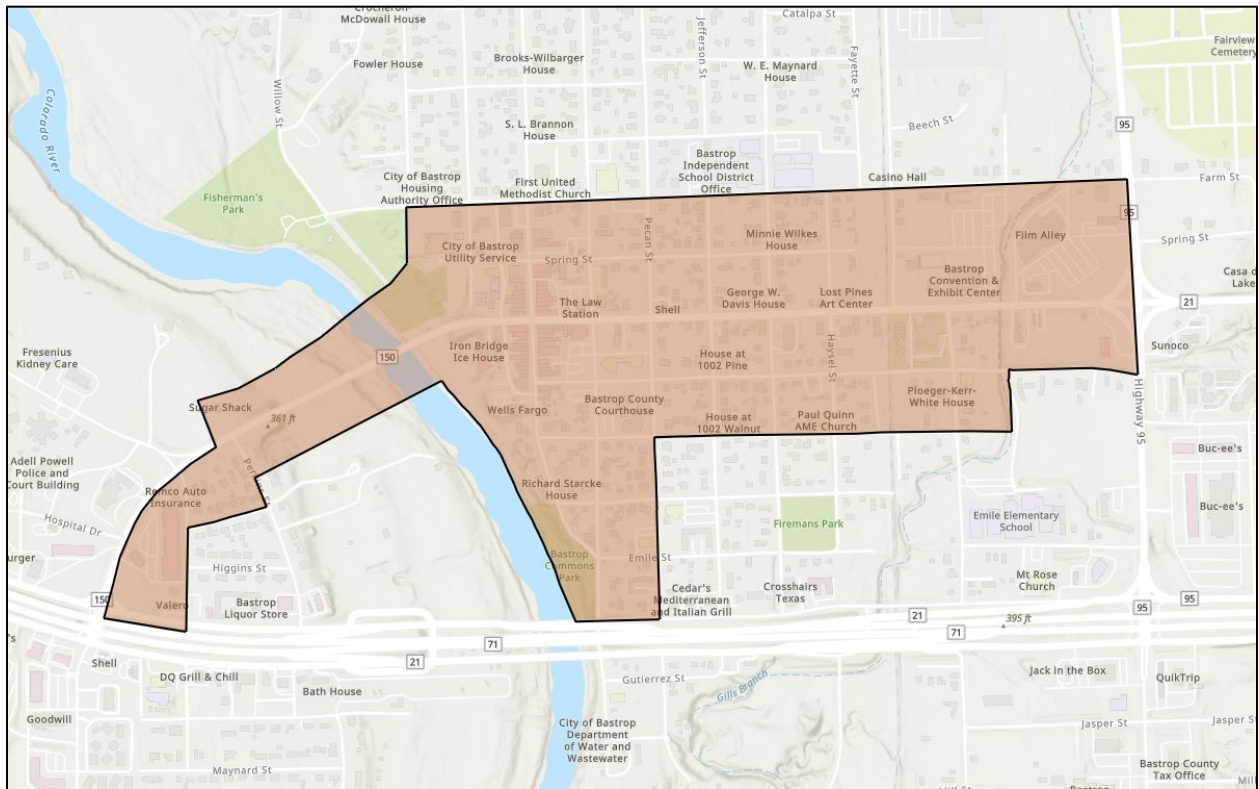 Crocheron-
McDowall House
Catalpa St
Jefferson St
Fayette St
Fairview
Cemetery
Brooks-Wilbarger
House
Fowler House
W. E. Maynard
House
Willow St
Colorado River
S. L. Brannon
House
Beech St
95
Bastrop
Independent
School District
Office
City of Bastrop
Housing
Authority Office
First United
Methodist Church
Casino Hall
Farm St
Fisherman's
Park
95
Minnie Wilkes
House
Film Alley
Pecan St
City of Bastrop
Utility Service
Spring St
Spring St
Bastrop
Convention &
Exhibit Center
Casa d
Lake
George W.
Davis House
Lost Pines
Art Center
The Law
Station
Shell
21
150
Iron Bridge
Ice House
House at
1002 Pine
Haysel St
Sunoco
Fresenius
Kidney Care
Highway 95
Ploeger-Kerr-
White House
Sugar Shack
361 ft
Wells Fargo
Bastrop County
Courthouse
House at
1002 Walnut
Paul Quinn
AME Church
Buc-ee's
Adell Powell
Police and
Court Building
Remco Auto
Insurance
Richard Starcke
House
Buc-ee's
Hospital Dr
Firemans Park
Emile Elementary
School
urger
Bastrop
Commons
Park
Emile St
Higgins St
Mt Rose
Church
Cedar's
Mediterranean
and Italian Grill
Crosshairs
Texas
150
Valero
Bastrop
Liquor Store
95
95
21
71
395 ft
's
71
21
Shell
DQ Grill & Chill
Bath House
Gutierrez St
Gills Branch
Jack in the Box
QuikTrip
Goodwill
City of Bastrop
Department
of Water and
Wastewater
Jasper St
Jasper St
Maynard St
Bastrop County
Tax Office